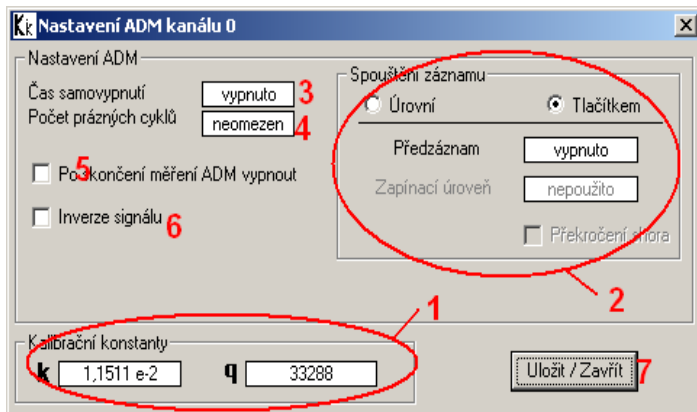 Kk Nastavení ADM kanálu 0
Nastavení ADM
Čas samovypnutí vypnuto 3
Počet prázných cyklů neomezen 4
5
Po skončení měření ADM vypnout
Inverze signálu 6
Spouštění záznamu
Úrovní Tlačítkem
Předzáznam vypnuto
Zapínací úroveň nepoužito
Překročení shora
1
2
Kalibrační konstanty
k 1,1511 e-2 q 33288
Uložit / Zavřít 7